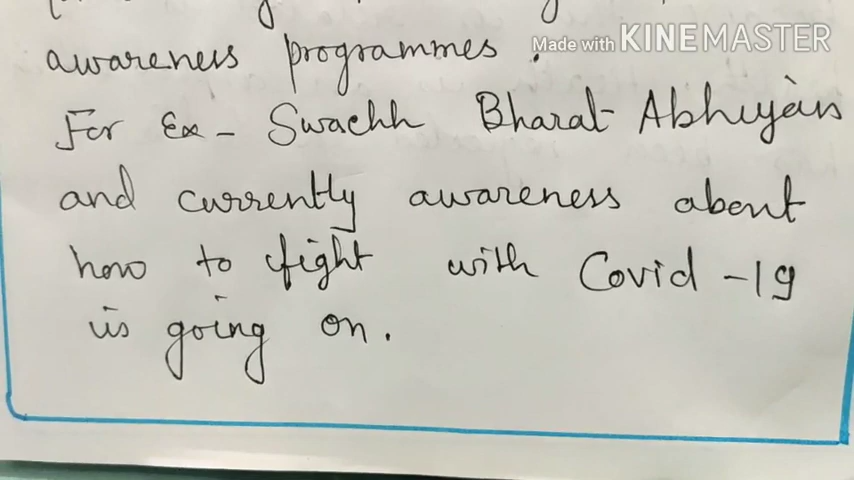 awareness programmes.
Made with KINEMASTER
For Ex - Swachh Bharat Abhiyan
and currently awareness about
how to fight with Covid-19
is going on.